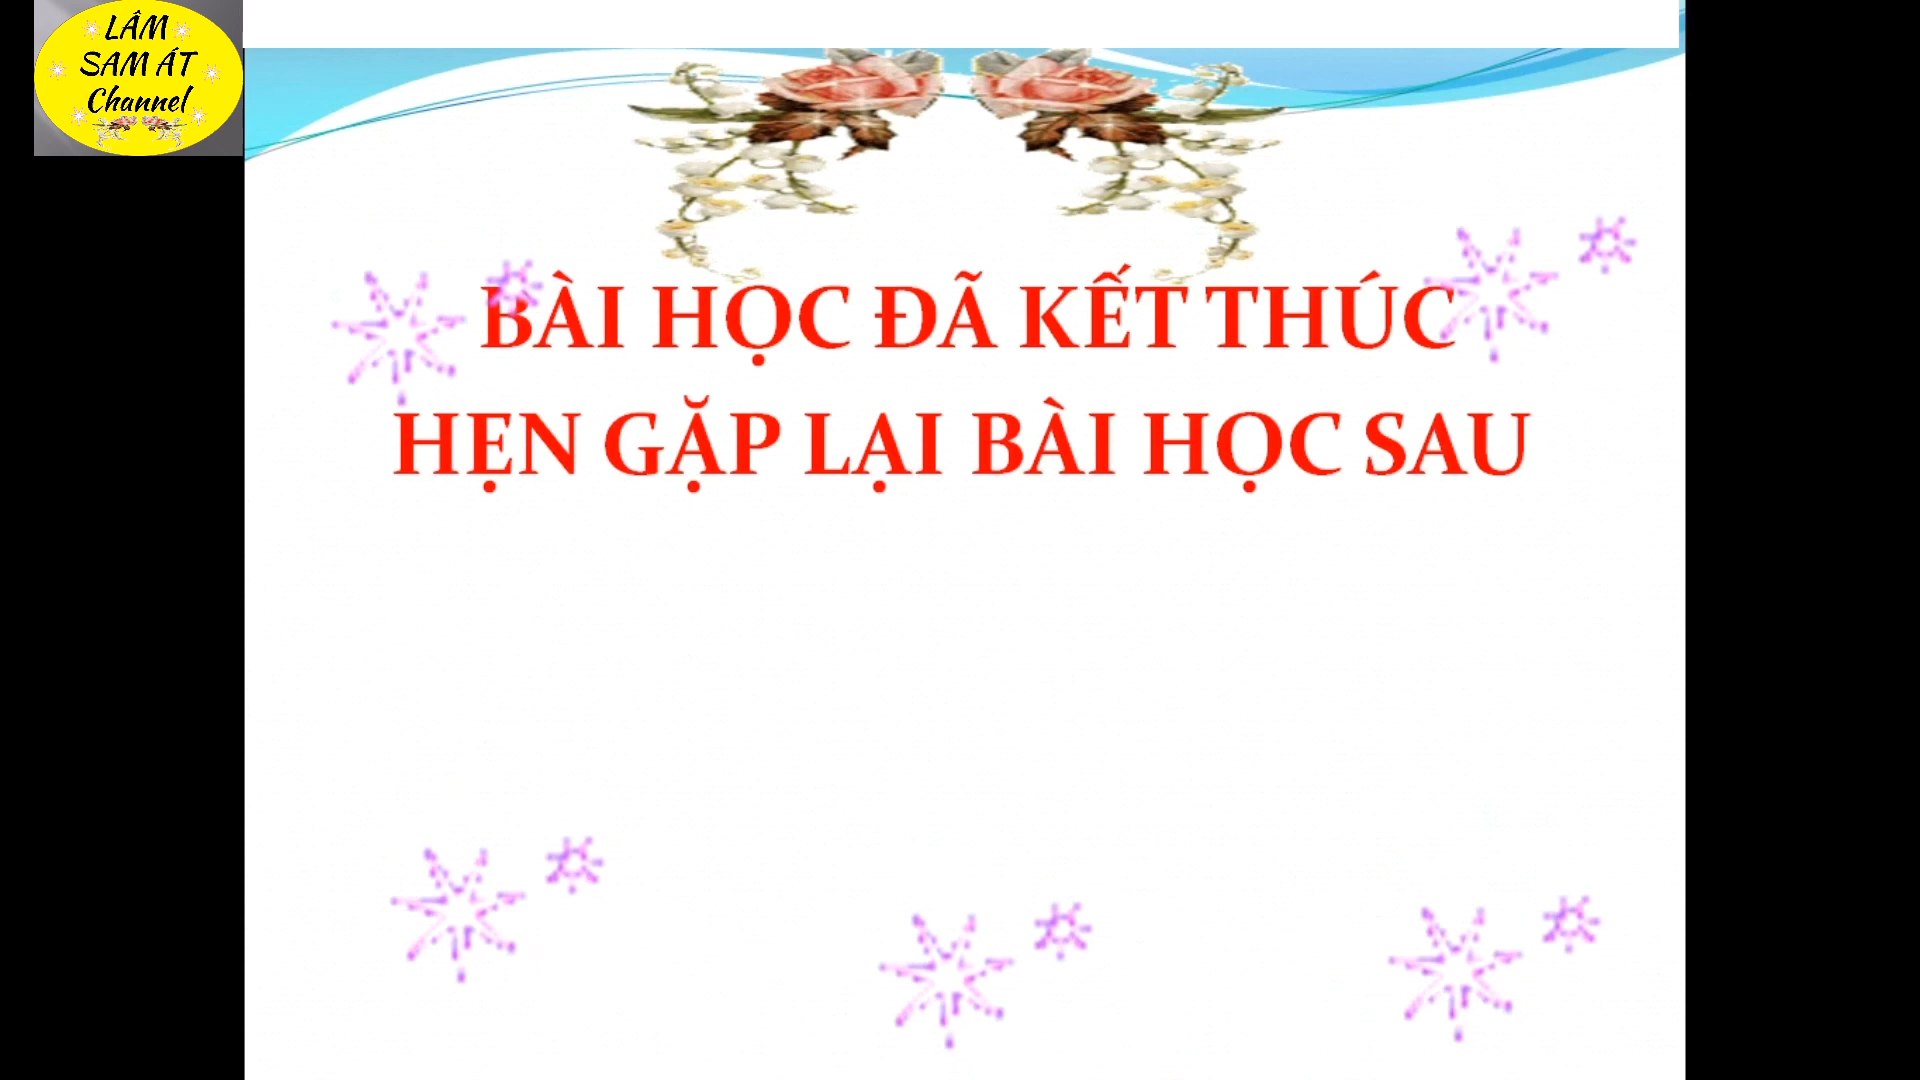 LÂM
SAM ÁT
Channel
BÀI HỌC ĐÃ KẾT THÚC
HẸN GẶP LẠI BÀI HỌC SAU